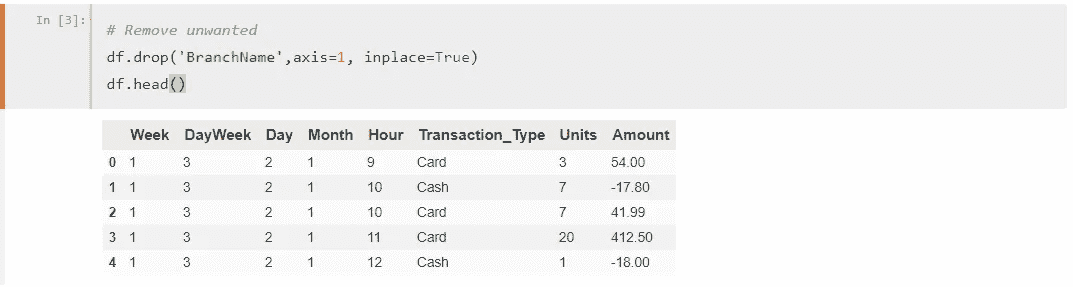 In [3]:
# Remove unwanted
df.drop('BranchName',axis=1, inplace=True)
df.head()
Week DayWeek Day Month Hour Transaction_Type Units Amount
0 1 3 2 1 9 Card 3 54.00
1 1 3 2 1 10 Cash 7 -17.80
2 1 3 2 1 10 Card 7 41.99
3 1 3 2 1 11 Card 20 412.50
4 1 3 2 1 12 Cash 1 -18.00